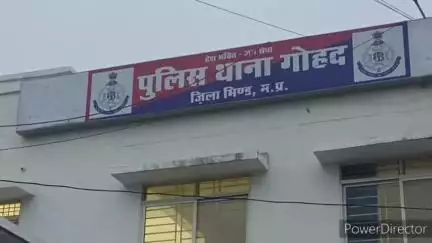 देश भक्ति - जन सेवा
पुलिस थाना गोहद
जिला भिण्ड, म.प्र.
PowerDirector